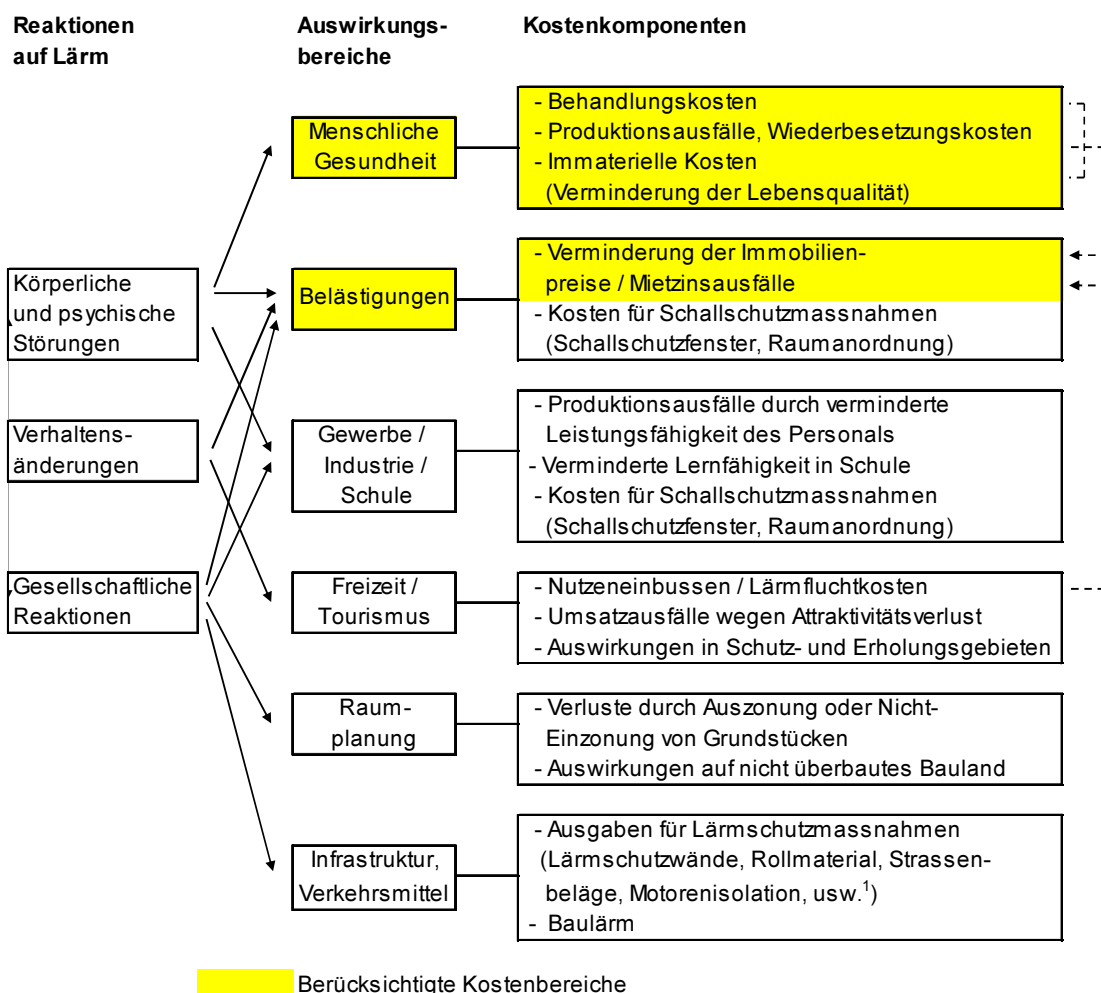 Reaktionen
auf Lärm
Auswirkungs-
bereiche
Kostenkomponenten
Körperliche
und psychische
Störungen
Verhaltens-
änderungen
Gesellschaftliche
Reaktionen
Menschliche
Gesundheit
- Behandlungskosten
- Produktionsausfälle, Wiederbesetzungskosten
- Immaterielle Kosten
(Verminderung der Lebensqualität)
Belästigungen
- Verminderung der Immobilien-
preise / Mietzinsausfälle
- Kosten für Schallschutzmassnahmen
(Schallschutzfenster, Raumanordnung)
Gewerbe /
Industrie /
Schule
- Produktionsausfälle durch verminderte
Leistungsfähigkeit des Personals
- Verminderte Lernfähigkeit in Schule
- Kosten für Schallschutzmassnahmen
(Schallschutzfenster, Raumanordnung)
Freizeit /
Tourismus
- Nutzeneinbussen / Lärmfluchtkosten
- Umsatzausfälle wegen Attraktivitätsverlust
- Auswirkungen in Schutz- und Erholungsgebieten
Raum-
planung
- Verluste durch Auszonung oder Nicht-
Einzonung von Grundstücken
- Auswirkungen auf nicht überbautes Bauland
Infrastruktur,
Verkehrsmittel
- Ausgaben für Lärmschutzmassnahmen
(Lärmschutzwände, Rollmaterial, Strassen-
beläge, Motorenisolation, usw.¹)
- Baulärm
Berücksichtigte Kostenbereiche